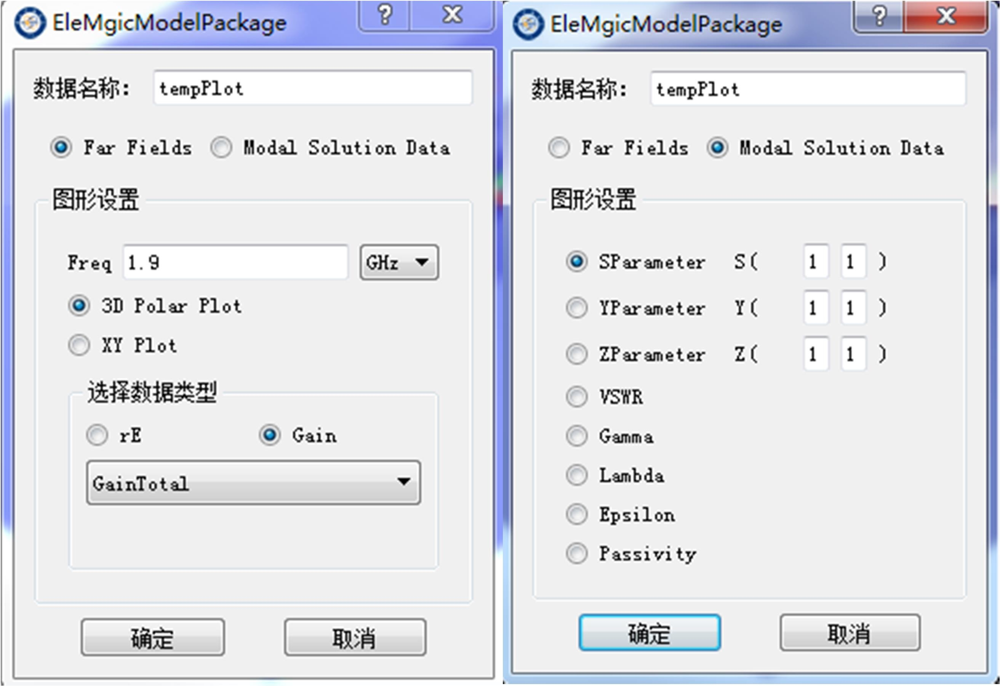 EleMgicModelPackage
数据名称: tempPlot
Far Fields Modal Solution Data
图形设置
Freq 1.9 GHz
3D Polar Plot
XY Plot
选择数据类型
rE Gain
GainTotal
确定 取消
EleMgicModelPackage
数据名称: tempPlot
Far Fields Modal Solution Data
图形设置
SParameter S( 1 1 )
YParameter Y( 1 1 )
ZParameter Z( 1 1 )
VSWR
Gamma
Lambda
Epsilon
Passivity
确定 取消